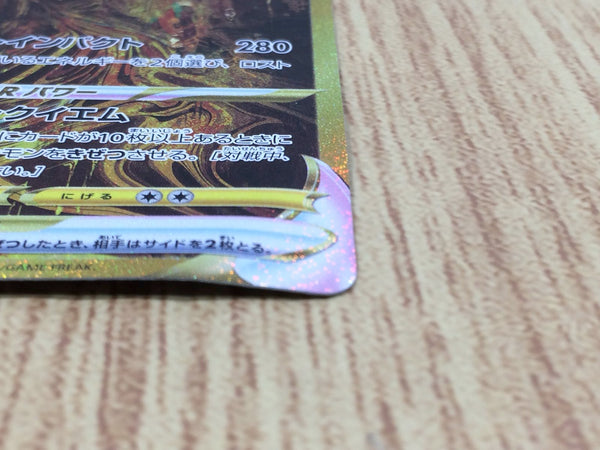 インパクト 280
いるエネルギーを2個選び、ロスト
Rパワー
クイエム
にカードが10枚以上あるときに
モンをきぜつさせる。[対戦中、
い。]
にげる
つしたとき、相手はサイドを2枚とる。
/GAME FREAK.